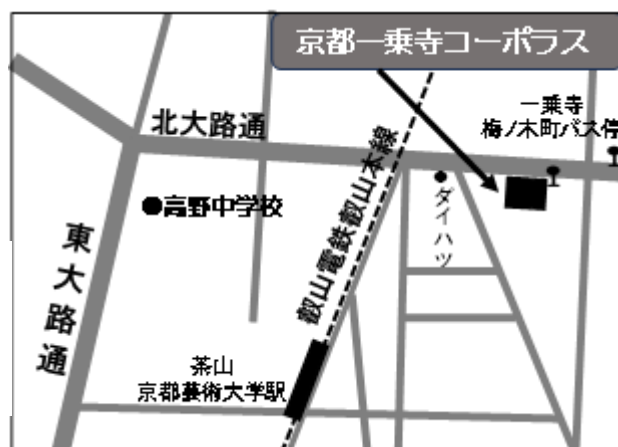 京都一乗寺コーポラス
一乗寺
梅ノ木町バス停
北大路通
ダイハツ
高野中学校
叡山電鉄叡山本線
東大路通
茶山
京都藝術大学駅